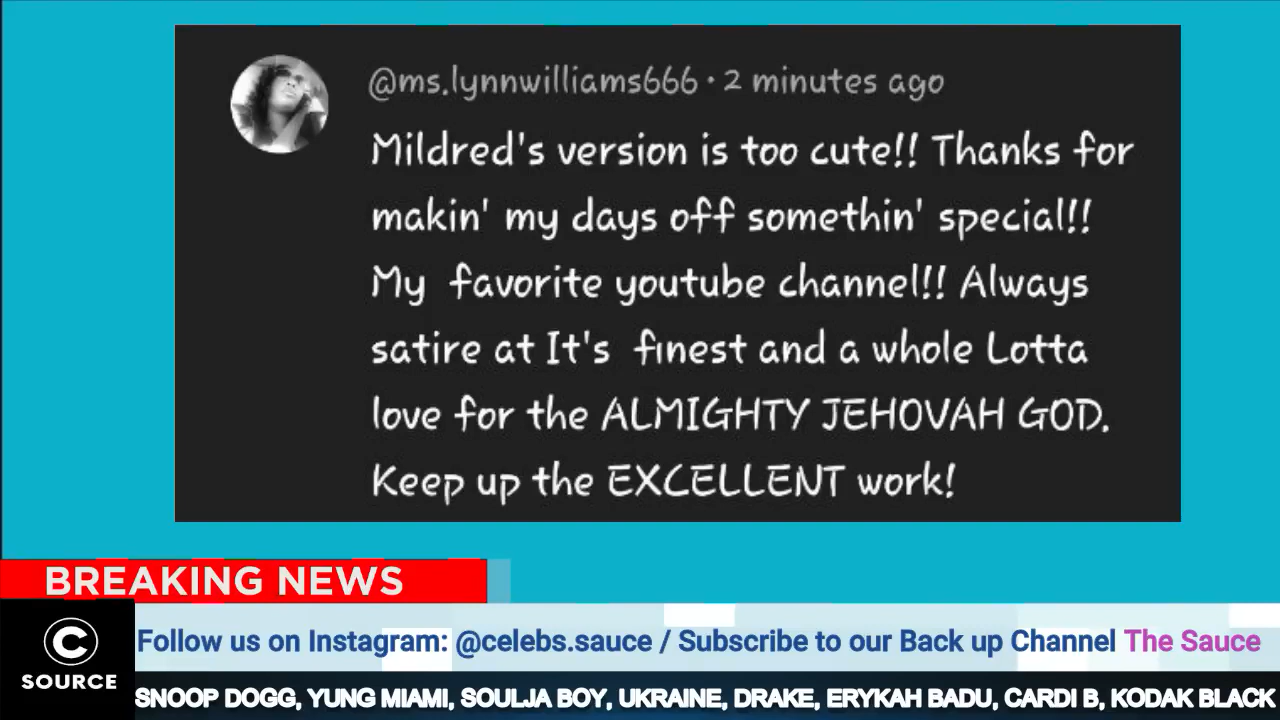 @ms.lynnwilliams666 · 2 minutes ago
Mildred's version is too cute!! Thanks for
makin' my days off somethin' special!!
My favorite youtube channel!! Always
satire at It's finest and a whole Lotta
love for the ALMIGHTY JEHOVAH GOD.
Keep up the EXCELLENT work!
BREAKING NEWS
C
SOURCE
Follow us on Instagram: @celebs.sauce / Subscribe to our Back up Channel The Sauce
SNOOP DOGG, YUNG MIAMI, SOULJA BOY, UKRAINE, DRAKE, ERYKAH BADU, CARDI B, KODAK BLACK